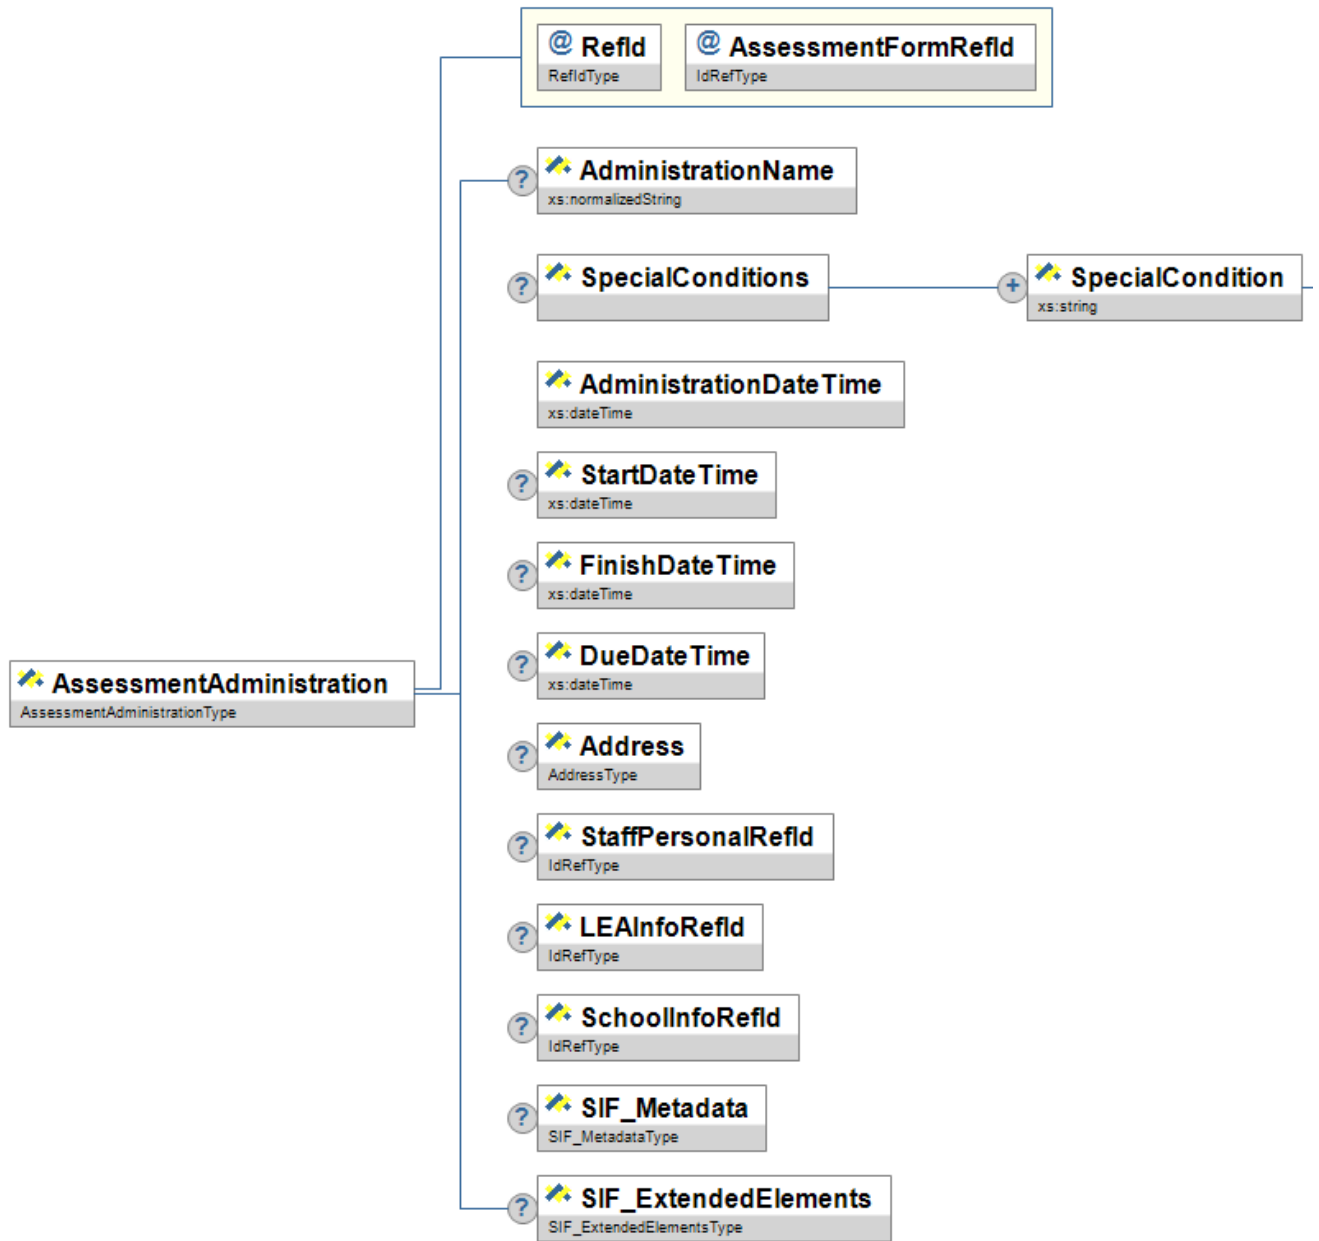 @ RefId
RefIdType
@ AssessmentFormRefId
IdRefType
? AdministrationName
xs:normalizedString
? SpecialConditions
+ SpecialCondition
xs:string
AdministrationDateTime
xs:dateTime
? StartDateTime
xs:dateTime
? FinishDateTime
xs:dateTime
? DueDateTime
xs:dateTime
AssessmentAdministration
AssessmentAdministrationType
? Address
AddressType
? StaffPersonalRefId
IdRefType
? LEAInfoRefId
IdRefType
? SchoolInfoRefId
IdRefType
? SIF_Metadata
SIF_MetadataType
? SIF_ExtendedElements
SIF_ExtendedElementsType